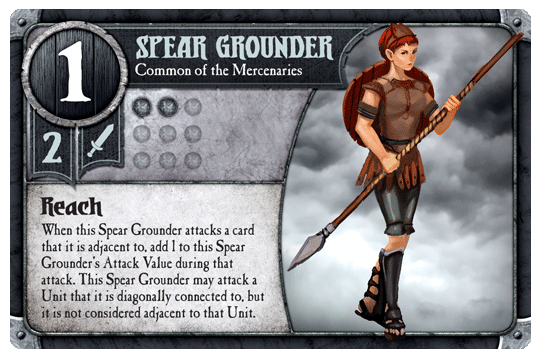 1
SPEAR GROUNDER
Common of the Mercenaries
2
Reach
When this Spear Grounder attacks a card
that it is adjacent to, add 1 to this Spear
Grounder's Attack Value during that
attack. This Spear Grounder may attack a
Unit that it is diagonally connected to, but
it is not considered adjacent to that Unit.